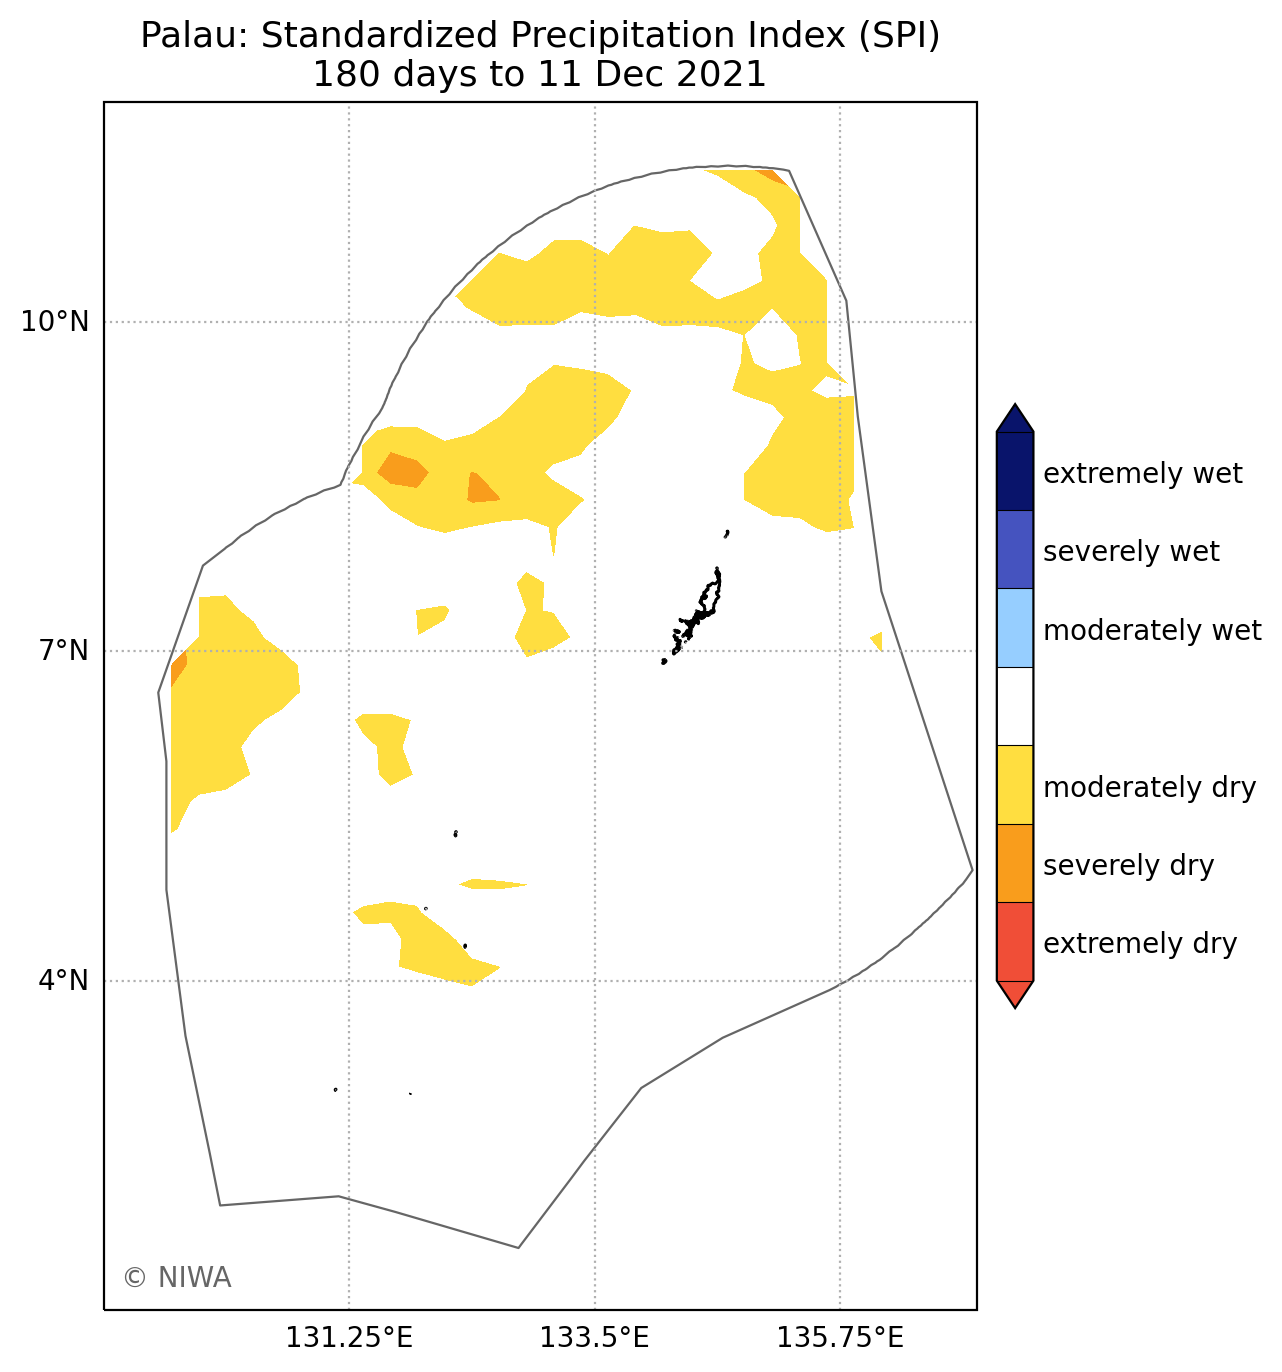 Palau: Standardized Precipitation Index (SPI)
180 days to 11 Dec 2021
10°N
7°N
4°N
131.25°E
133.5°E
135.75°E
extremely wet
severely wet
moderately wet
moderately dry
severely dry
extremely dry
© NIWA